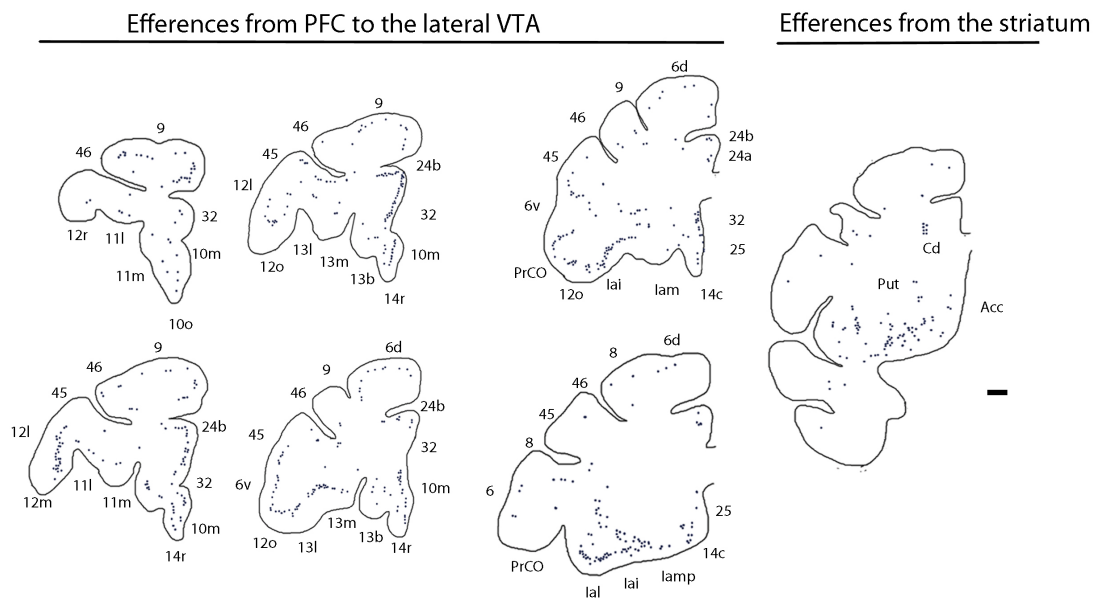 Efferences from PFC to the lateral VTA
Efferences from the striatum
9
46
12r
11l
32
10m
11m
10o
9
46
45
12l
24b
32
10m
12o
13l
13m
13b
14r
6d
9
46
45
24b
24a
6v
32
25
PrCO
12o
Iai
Iam
14c
Cd
Put
Acc
9
46
45
12l
24b
32
12m
11l
11m
10m
14r
6d
9
46
45
24b
32
6v
10m
12o
13l
13m
13b
14r
6d
8
46
45
8
6
25
PrCO
14c
Ial
Iai
Iamp